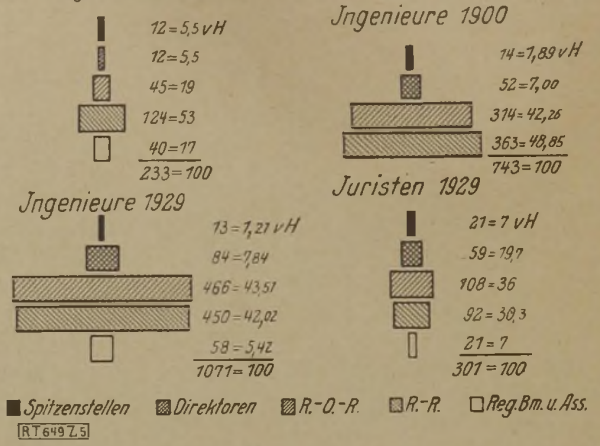 12=5,5 vH
12=5,5
45=19
124=53
40=17
233=100
Jngenieure 1900
14=1,89 vH
52=7,00
314=42,26
363=48,85
743=100
Jngenieure 1929
13=1,21 vH
84=7,84
466=43,51
450=42,02
58=5,42
1071=100
Juristen 1929
21=7 vH
59=19,7
108=36
92=30,3
21=7
301=100
Spitzenstellen Direktoren R.-O.-R. R.-R. Reg.Bm. u. Ass.
RT649Z.5